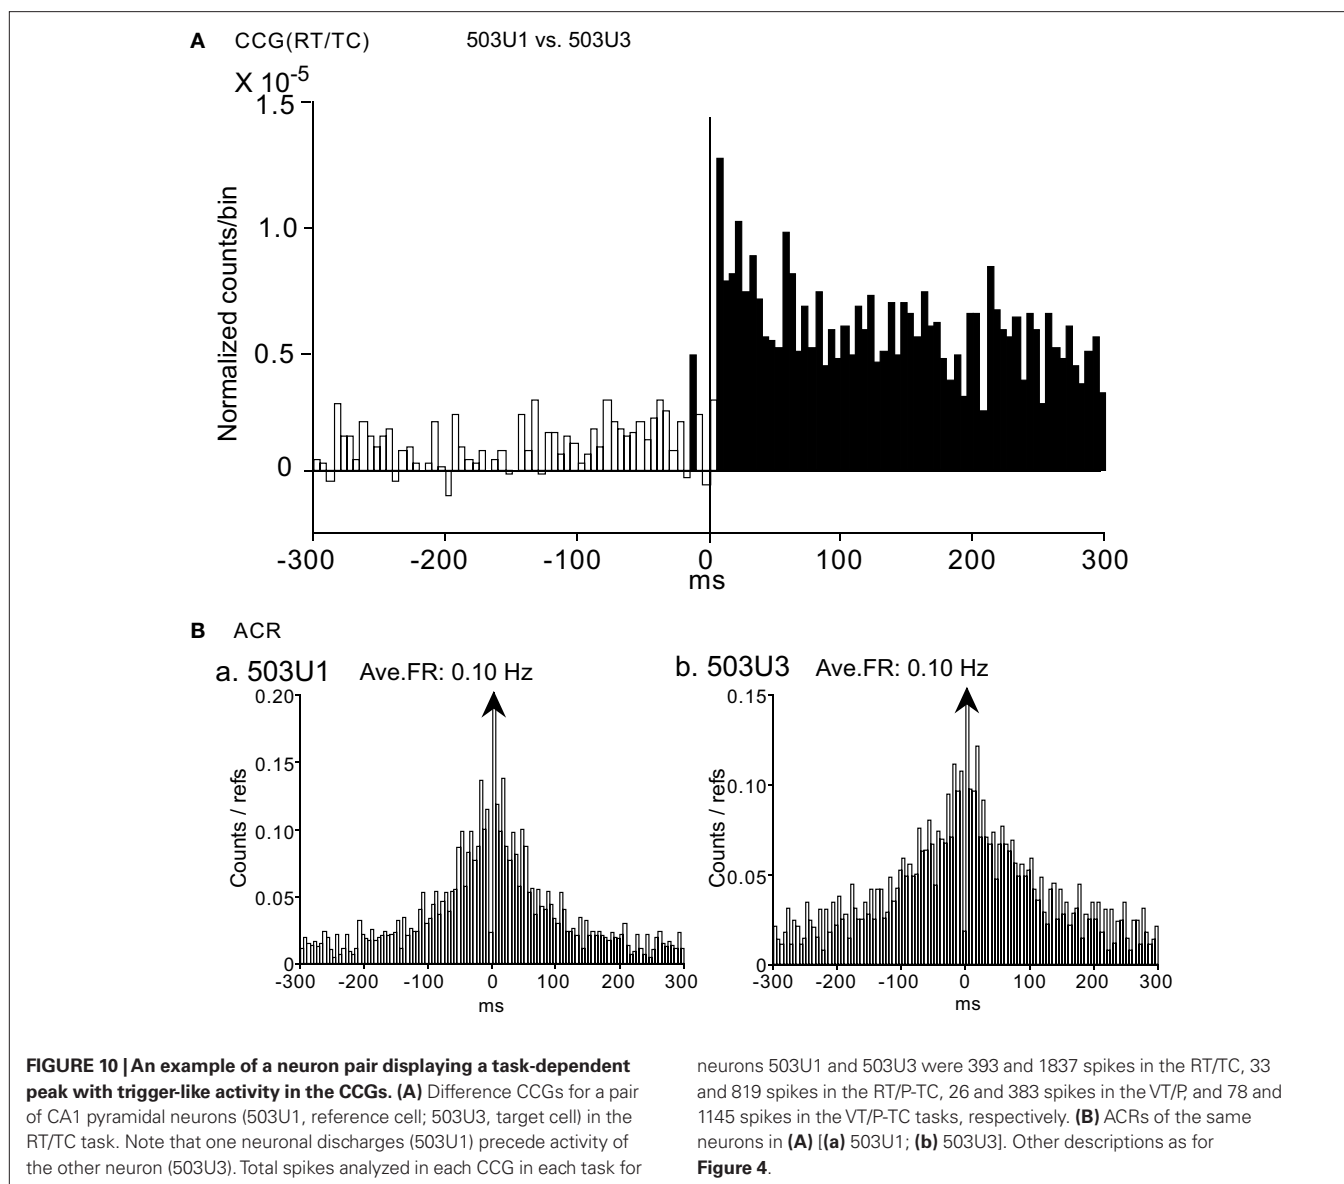 A CCG(RT/TC) 503U1 vs. 503U3
X 10-5
1.5
1.0
0.5
0
Normalized counts/bin
-300 -200 -100 0 100 200 300
ms
B ACR
a. 503U1 Ave.FR: 0.10 Hz
0.20
0.15
0.10
0.05
0
Counts / refs
-300 -200 -100 0 100 200 300
ms
b. 503U3 Ave.FR: 0.10 Hz
0.15
0.10
0.05
0
Counts / refs
-300 -200 -100 0 100 200 300
ms
FIGURE 10 | An example of a neuron pair displaying a task-dependent
peak with trigger-like activity in the CCGs. (A) Difference CCGs for a pair
of CA1 pyramidal neurons (503U1, reference cell; 503U3, target cell) in the
RT/TC task. Note that one neuronal discharges (503U1) precede activity of
the other neuron (503U3). Total spikes analyzed in each CCG in each task for
neurons 503U1 and 503U3 were 393 and 1837 spikes in the RT/TC, 33
and 819 spikes in the RT/P-TC, 26 and 383 spikes in the VT/P, and 78 and
1145 spikes in the VT/P-TC tasks, respectively. (B) ACRs of the same
neurons in (A) [(a) 503U1; (b) 503U3]. Other descriptions as for
Figure 4.